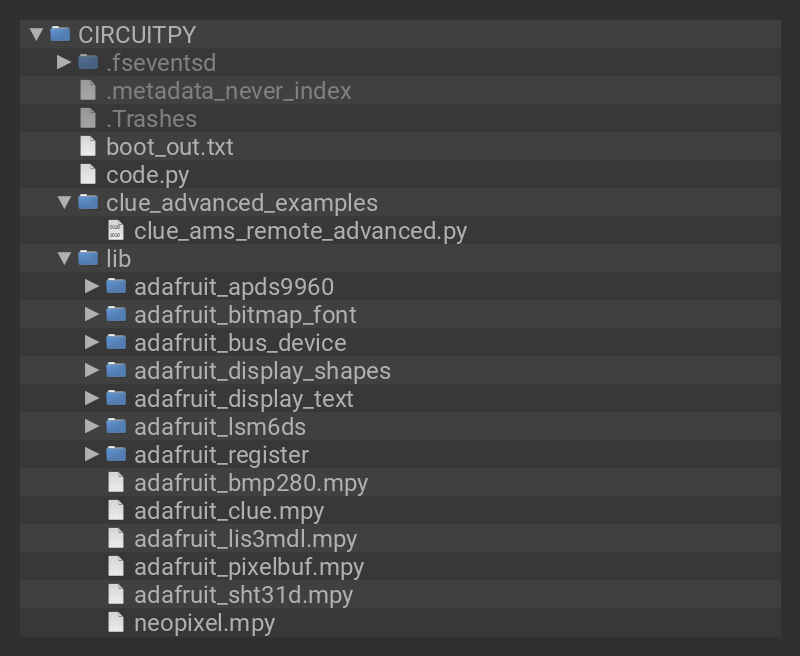 CIRCUITPY
.fseventsd
.metadata_never_index
.Trashes
boot_out.txt
code.py
clue_advanced_examples
clue_ams_remote_advanced.py
lib
adafruit_apds9960
adafruit_bitmap_font
adafruit_bus_device
adafruit_display_shapes
adafruit_display_text
adafruit_lsm6ds
adafruit_register
adafruit_bmp280.mpy
adafruit_clue.mpy
adafruit_lis3mdl.mpy
adafruit_pixelbuf.mpy
adafruit_sht31d.mpy
neopixel.mpy